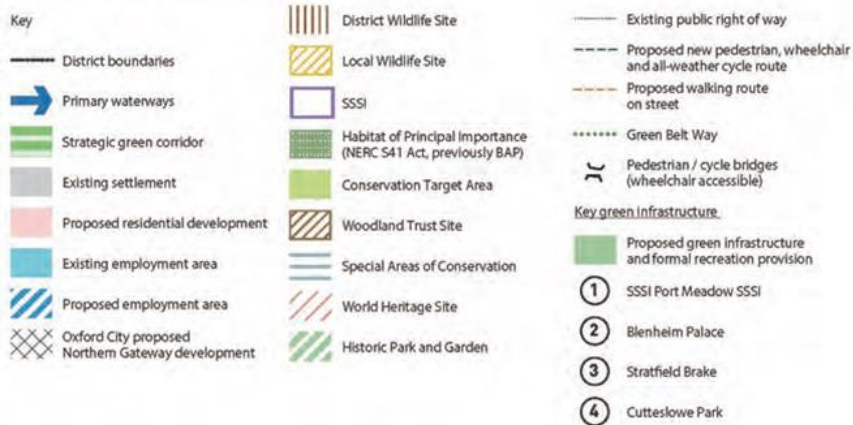 Key
District boundaries
Primary waterways
Strategic green corridor
Existing settlement
Proposed residential development
Existing employment area
Proposed employment area
Oxford City proposed
Northern Gateway development
District Wildlife Site
Local Wildlife Site
SSSI
Habitat of Principal Importance
(NERC S41 Act, previously BAP)
Conservation Target Area
Woodland Trust Site
Special Areas of Conservation
World Heritage Site
Historic Park and Garden
Existing public right of way
Proposed new pedestrian, wheelchair
and all-weather cycle route
Proposed walking route
on street
Green Belt Way
Pedestrian / cycle bridges
(wheelchair accessible)
Key green infrastructure
Proposed green infrastructure
and formal recreation provision
1 SSSI Port Meadow SSSI
2 Blenheim Palace
3 Stratfield Brake
4 Cutteslowe Park